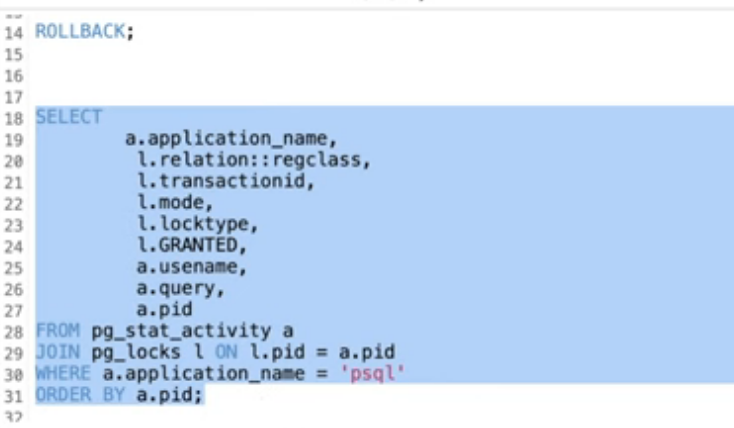 14 ROLLBACK;
15
16
17
18 SELECT
19 a.application_name,
20 l.relation::regclass,
21 l.transactionid,
22 l.mode,
23 l.locktype,
24 l.GRANTED,
25 a.usename,
26 a.query,
27 a.pid
28 FROM pg_stat_activity a
29 JOIN pg_locks l ON l.pid = a.pid
30 WHERE a.application_name = 'psql'
31 ORDER BY a.pid;
32